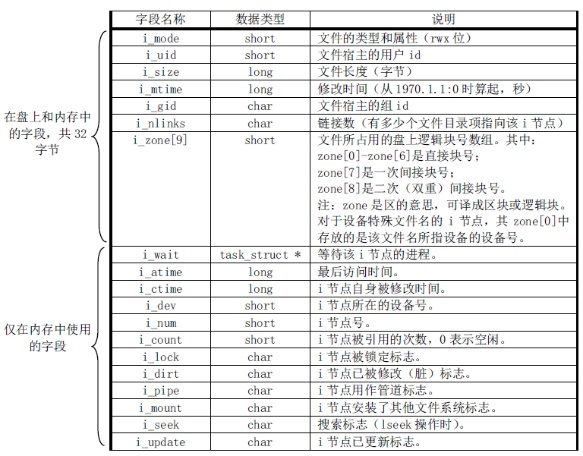 字段名称 数据类型 说明
i_mode short 文件的类型和属性（rwx 位）
i_uid short 文件宿主的用户 id
i_size long 文件长度（字节）
i_mtime long 修改时间（从 1970.1.1:0 时算起，秒）
i_gid char 文件宿主的组 id
i_nlinks char 链接数（有多少个文件目录项指向该 i 节点）
i_zone[9] short 文件所占用的盘上逻辑块号数组。其中：
zone[0]-zone[6]是直接块号；
zone[7]是一次间接块号；
zone[8]是二次（双重）间接块号。
注：zone 是区的意思，可译成区块或逻辑块。
对于设备特殊文件名的 i 节点，其 zone[0]中
存放的是该文件名所指设备的设备号。
在盘上和内存中
的字段，共 32
字节
i_wait task_struct * 等待该 i 节点的进程。
i_atime long 最后访问时间。
i_ctime long i 节点自身被修改时间。
i_dev short i 节点所在的设备号。
i_num short i 节点号。
i_count short i 节点被引用的次数，0 表示空闲。
i_lock char i 节点被锁定标志。
i_dirt char i 节点已被修改（脏）标志。
i_pipe char i 节点用作管道标志。
i_mount char i 节点安装了其他文件系统标志。
i_seek char 搜索标志（lseek 操作时）。
i_update char i 节点已更新标志。
仅在内存中使用
的字段